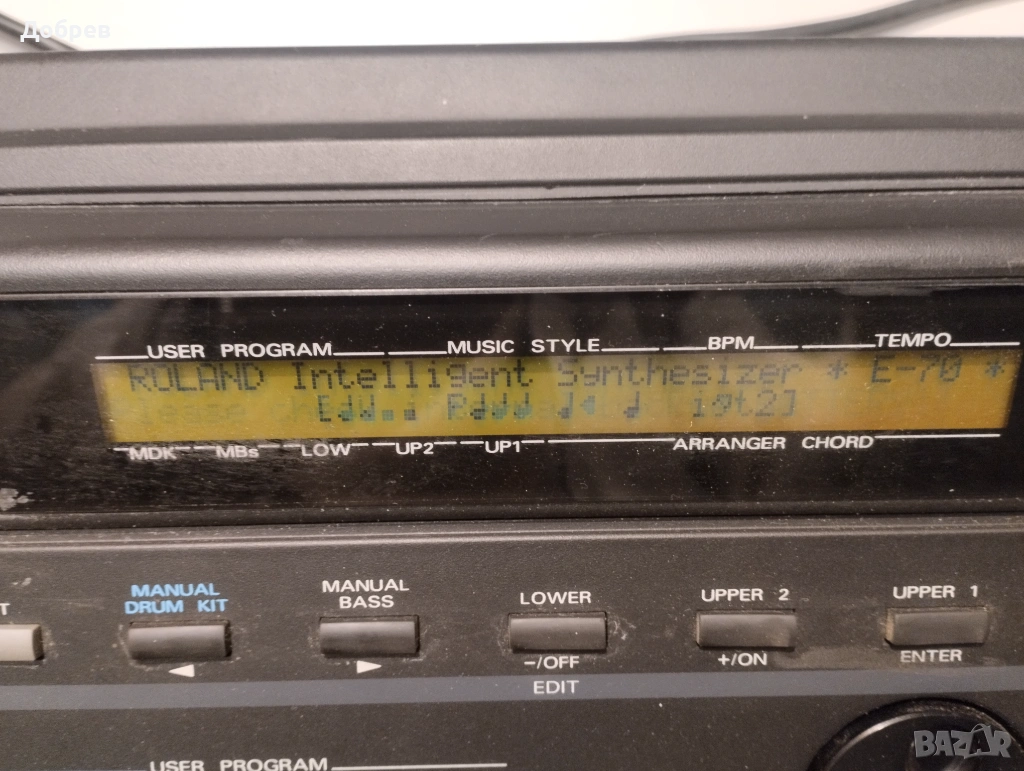 Добрев
USER PROGRAM MUSIC STYLE BPM TEMPO
ROLAND Intelligent Synthesizer * E-70 *
MDK MBs LOW UP2 UP1 ARRANGER CHORD
MANUAL DRUM KIT
MANUAL BASS
LOWER
UPPER 2
UPPER 1
-/OFF +/ON ENTER
EDIT
USER PROGRAM
BAZAR